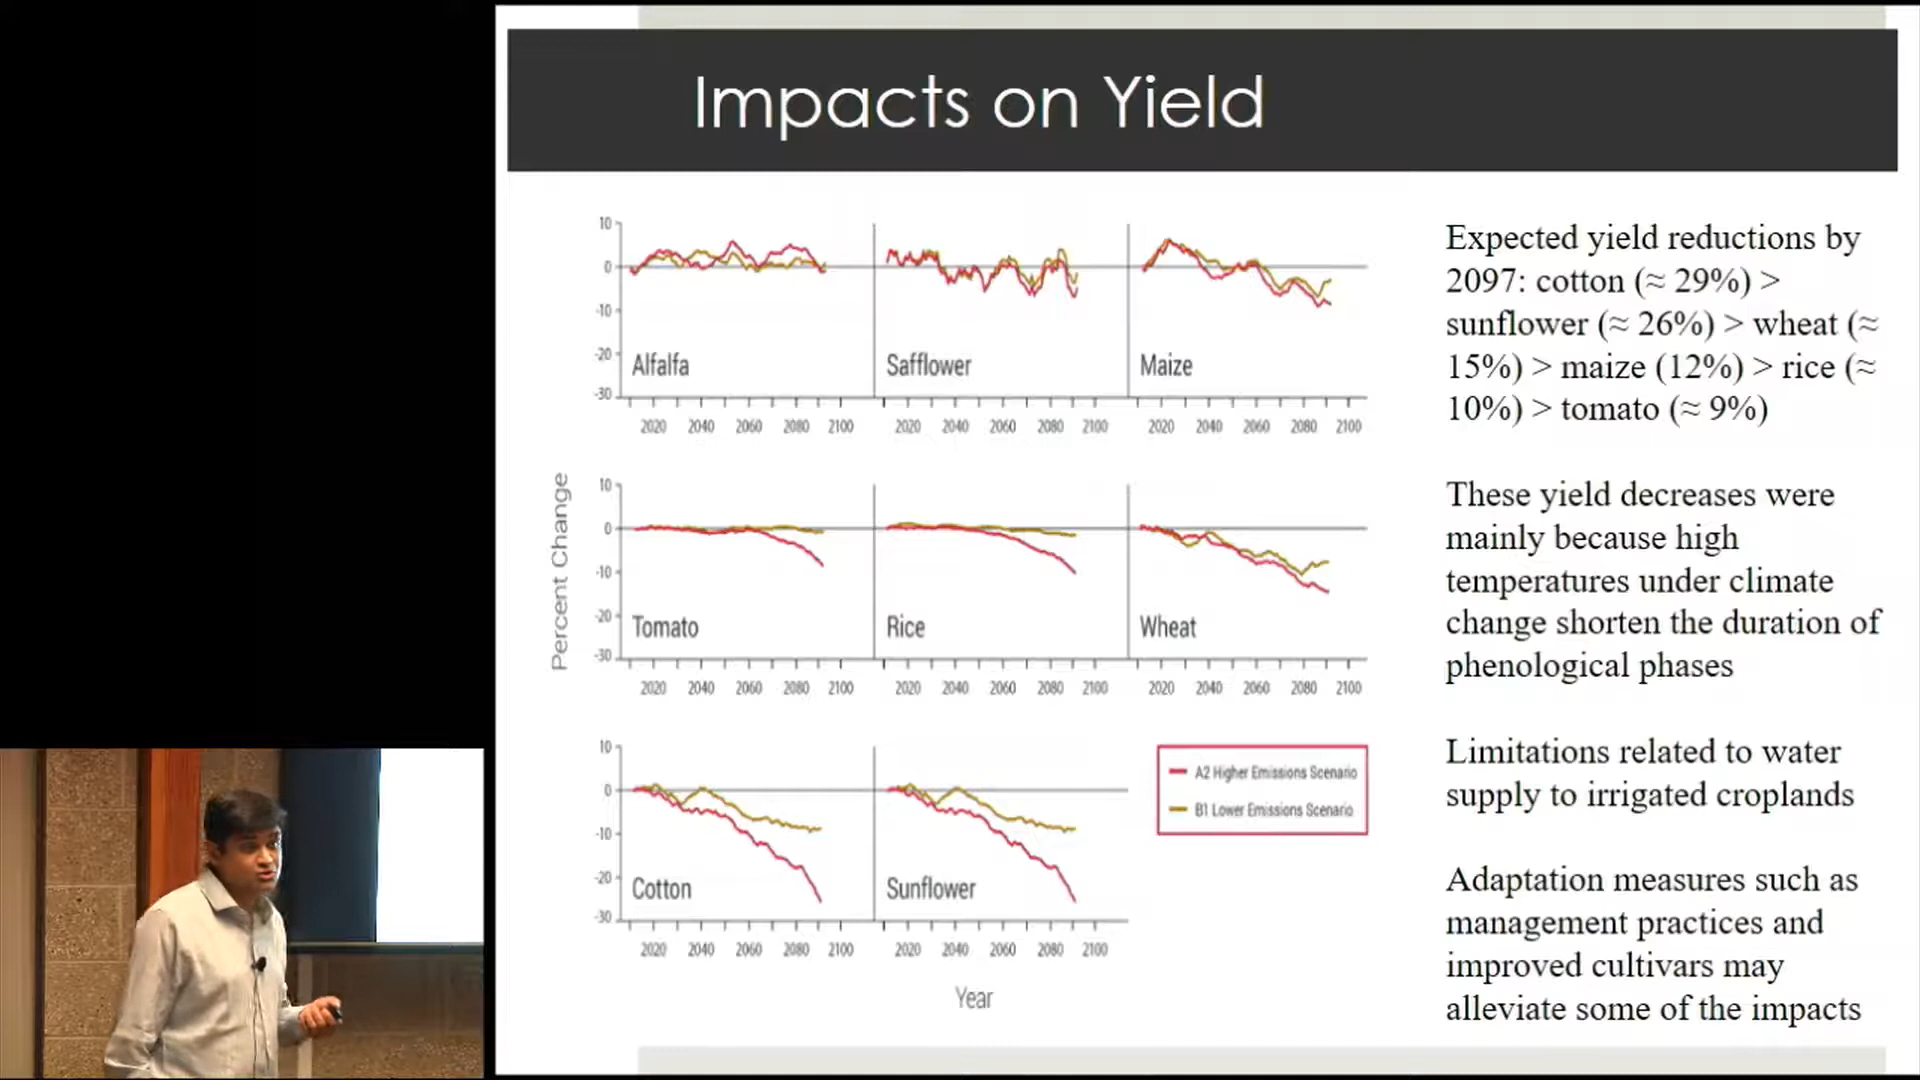 Impacts on Yield
10
0
-10
-20
-30
Alfalfa
Safflower
Maize
2020 2040 2060 2080 2100
2020 2040 2060 2080 2100
2020 2040 2060 2080 2100
Percent Change
10
0
-10
-20
-30
Tomato
Rice
Wheat
2020 2040 2060 2080 2100
2020 2040 2060 2080 2100
2020 2040 2060 2080 2100
10
0
-10
-20
-30
Cotton
Sunflower
2020 2040 2060 2080 2100
2020 2040 2060 2080 2100
A2 Higher Emissions Scenario
B1 Lower Emissions Scenario
Year
Expected yield reductions by
2097: cotton (≈ 29%) >
sunflower (≈ 26%) > wheat (≈
15%) > maize (12%) > rice (≈
10%) > tomato (≈ 9%)
These yield decreases were
mainly because high
temperatures under climate
change shorten the duration of
phenological phases
Limitations related to water
supply to irrigated croplands
Adaptation measures such as
management practices and
improved cultivars may
alleviate some of the impacts